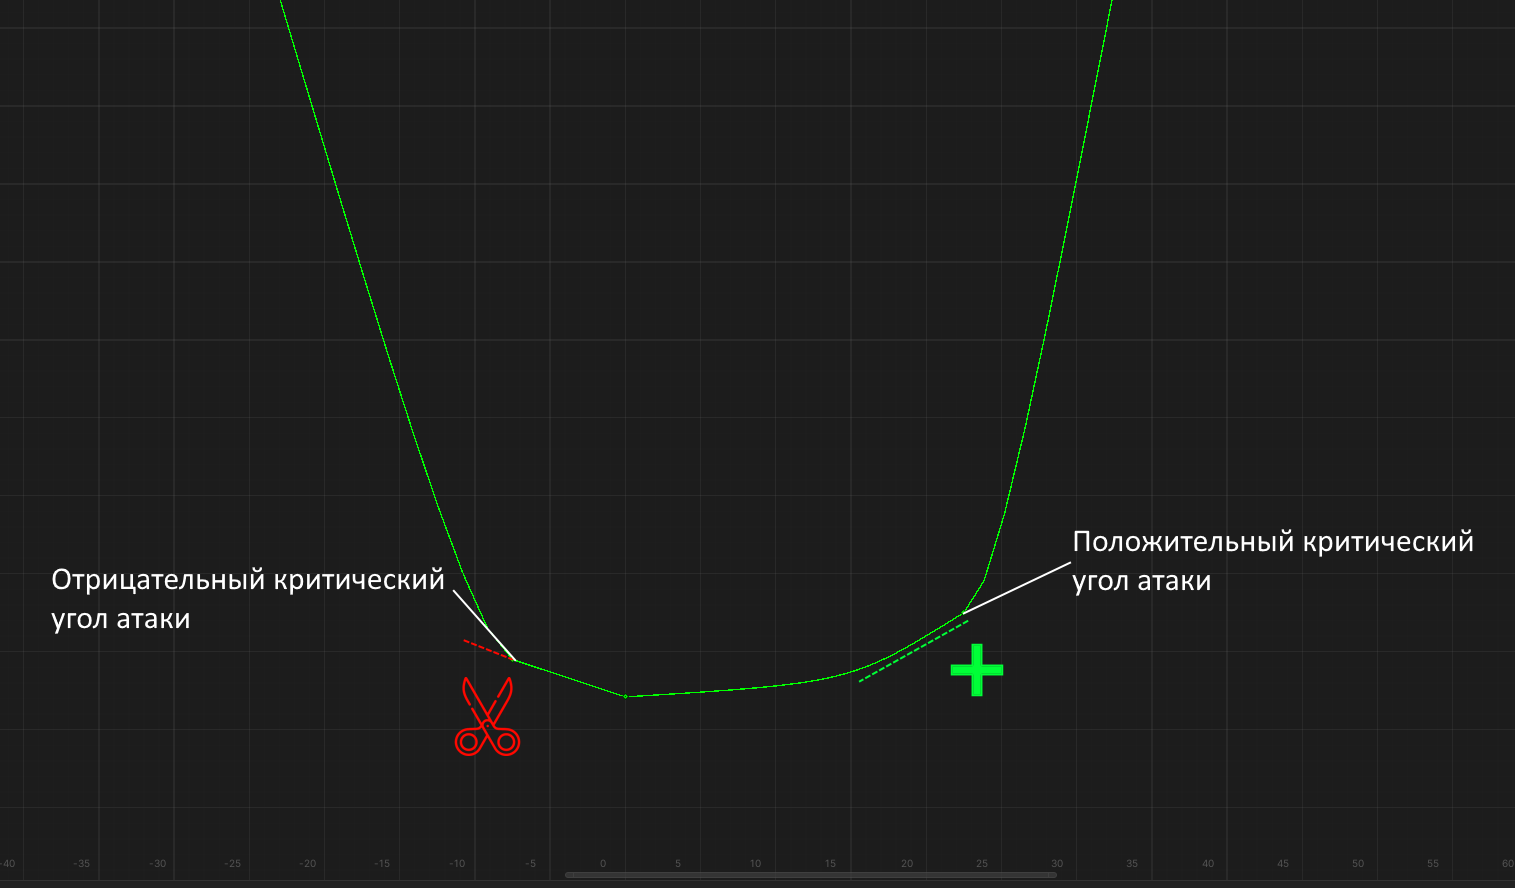 Положительный критический
угол атаки
Отрицательный критический
угол атаки
-40 -35 -30 -25 -20 -15 -10 -5 0 5 10 15 20 25 30 35 40 45 50 55 60